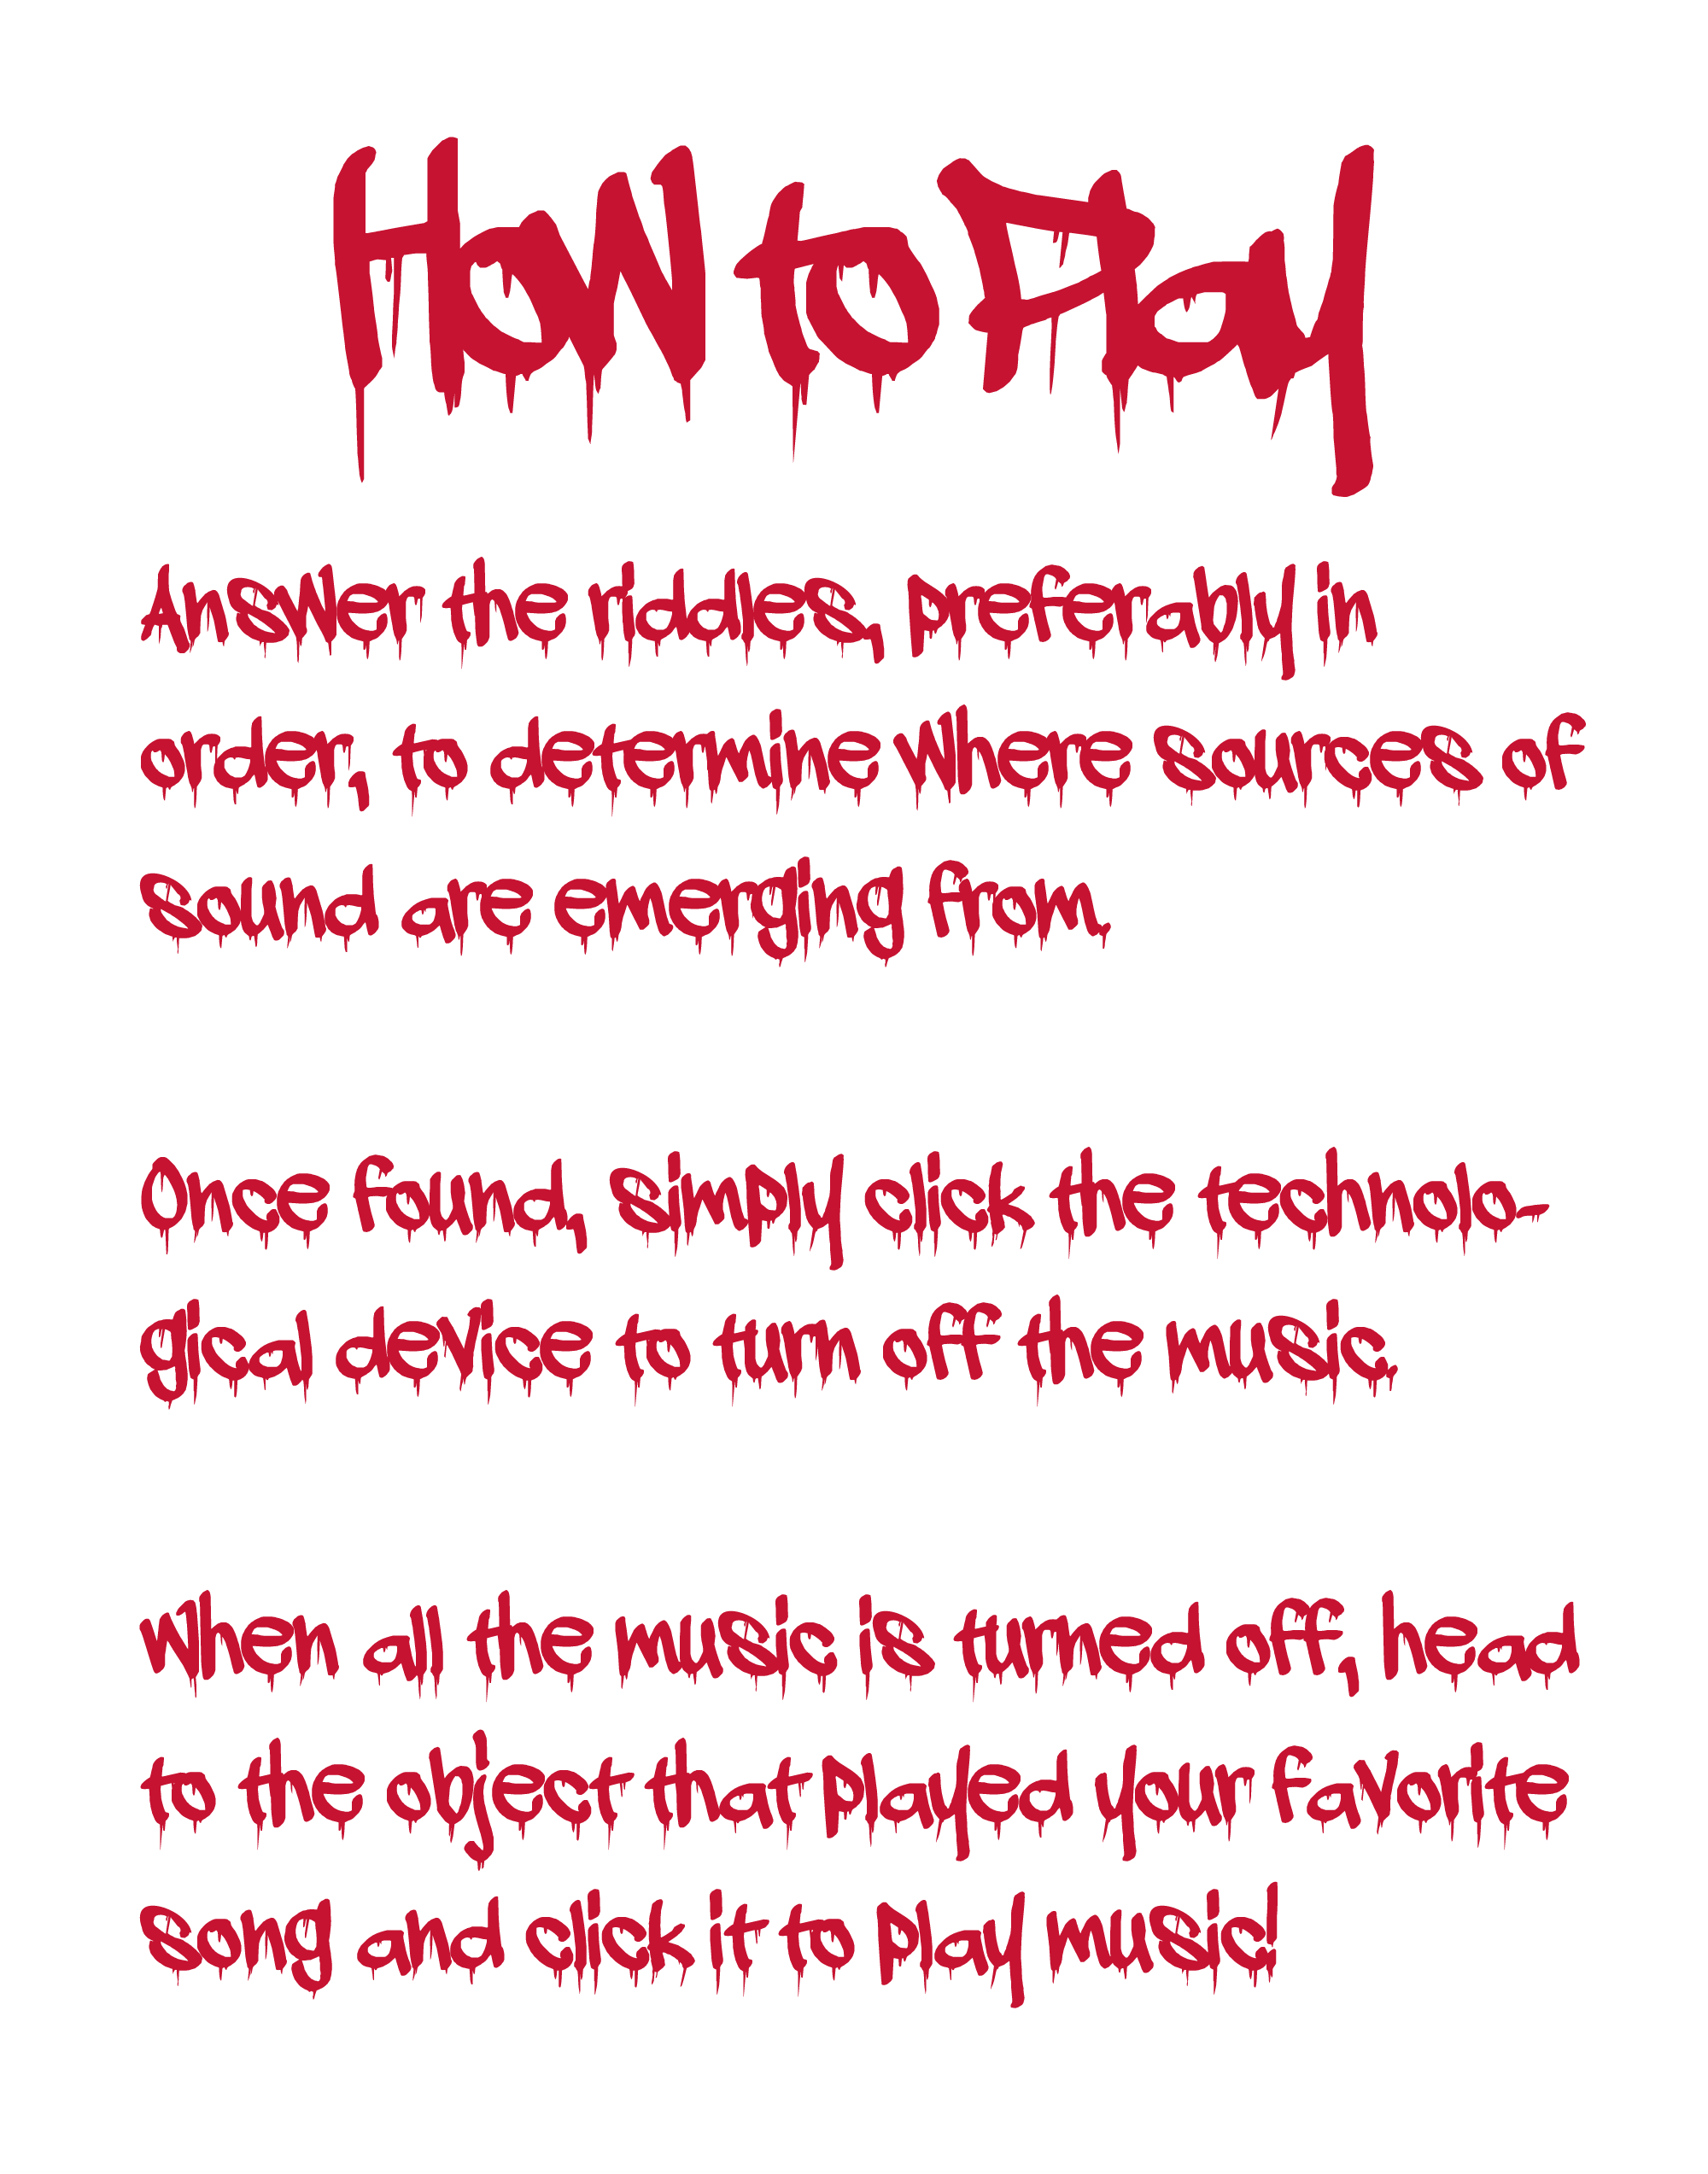 How to Play
Answer the riddles, preferably in
order, to determine where sources of
sound are emerging from.
Once found, simply click the technolo-
gical device to turn off the music.
When all the music is turned off, head
to the object that played your favorite
song and click it to play music!